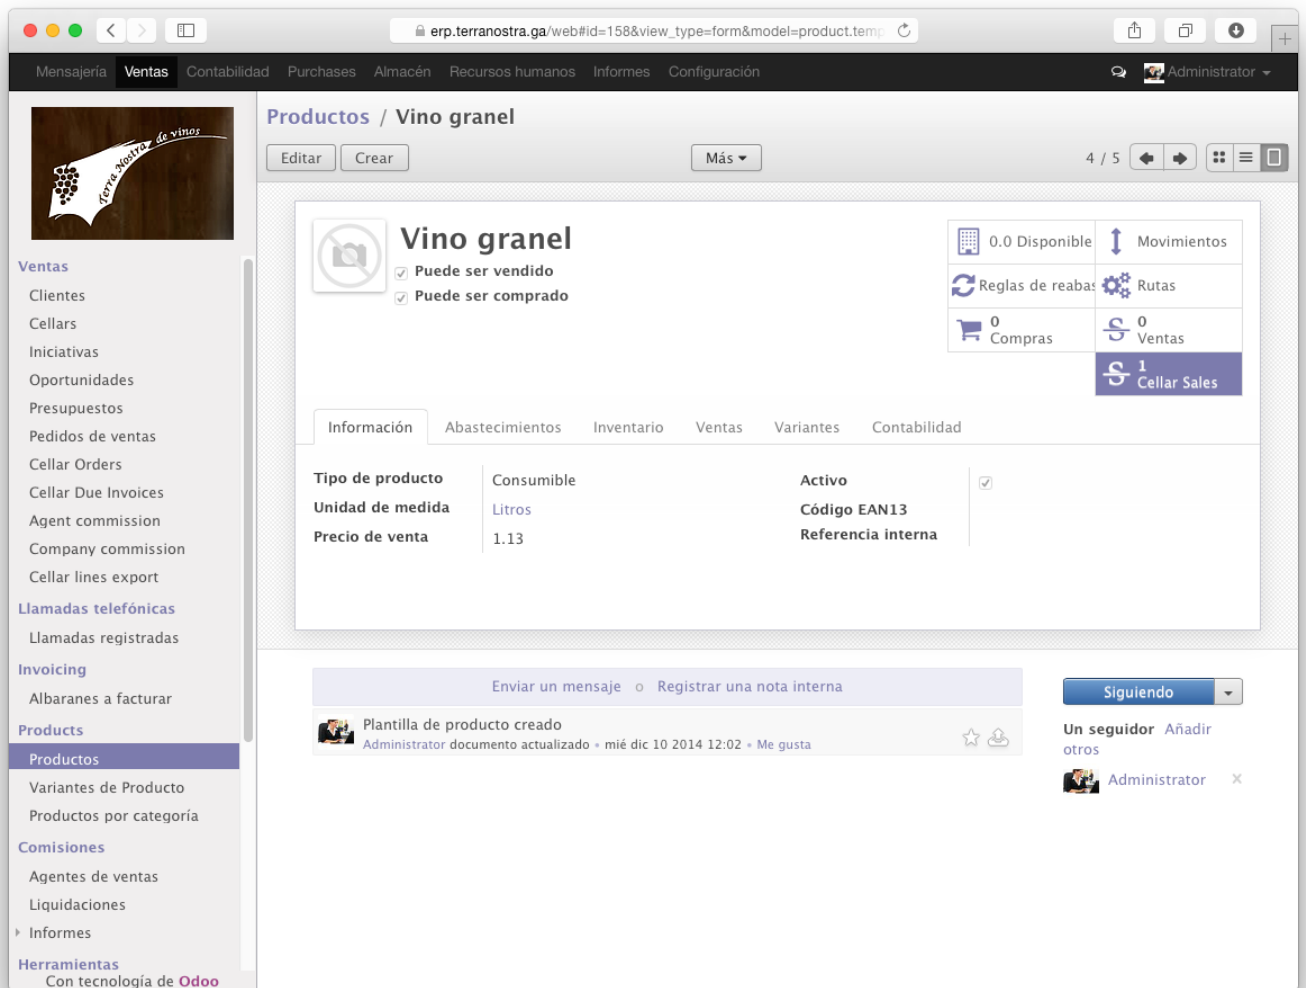 erp.terranostra.ga/web#id=158&view_type=form&model=product.temp
Mensajería Ventas Contabilidad Purchases Almacén Recursos humanos Informes Configuración Administrator
Terra Nostra de vinos
Productos / Vino granel
Editar Crear Más 4 / 5
Vino granel
Puede ser vendido
Puede ser comprado
0.0 Disponible Movimientos
Reglas de reabas Rutas
0 Compras
0 Ventas
1 Cellar Sales
Información Abastecimientos Inventario Ventas Variantes Contabilidad
Tipo de producto Consumible
Unidad de medida Litros
Precio de venta 1.13
Activo
Código EAN13
Referencia interna
Enviar un mensaje o Registrar una nota interna
Plantilla de producto creado
Administrator documento actualizado • mié dic 10 2014 12:02 • Me gusta
Siguiendo
Un seguidor Añadir
otros
Administrator ×
Ventas
Clientes
Cellars
Iniciativas
Oportunidades
Presupuestos
Pedidos de ventas
Cellar Orders
Cellar Due Invoices
Agent commission
Company commission
Cellar lines export
Llamadas telefónicas
Llamadas registradas
Invoicing
Albaranes a facturar
Products
Productos
Variantes de Producto
Productos por categoría
Comisiones
Agentes de ventas
Liquidaciones
Informes
Herramientas
Con tecnología de Odoo